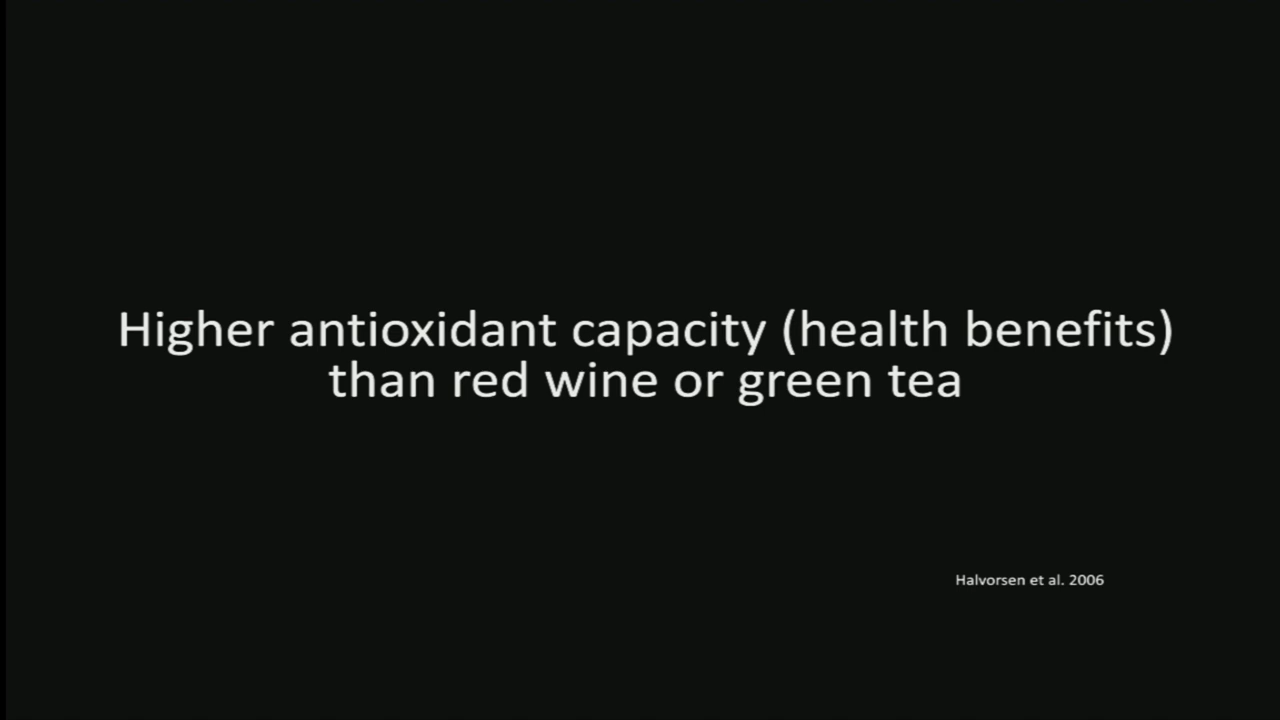 Higher antioxidant capacity (health benefits)
than red wine or green tea
Halvorsen et al. 2006